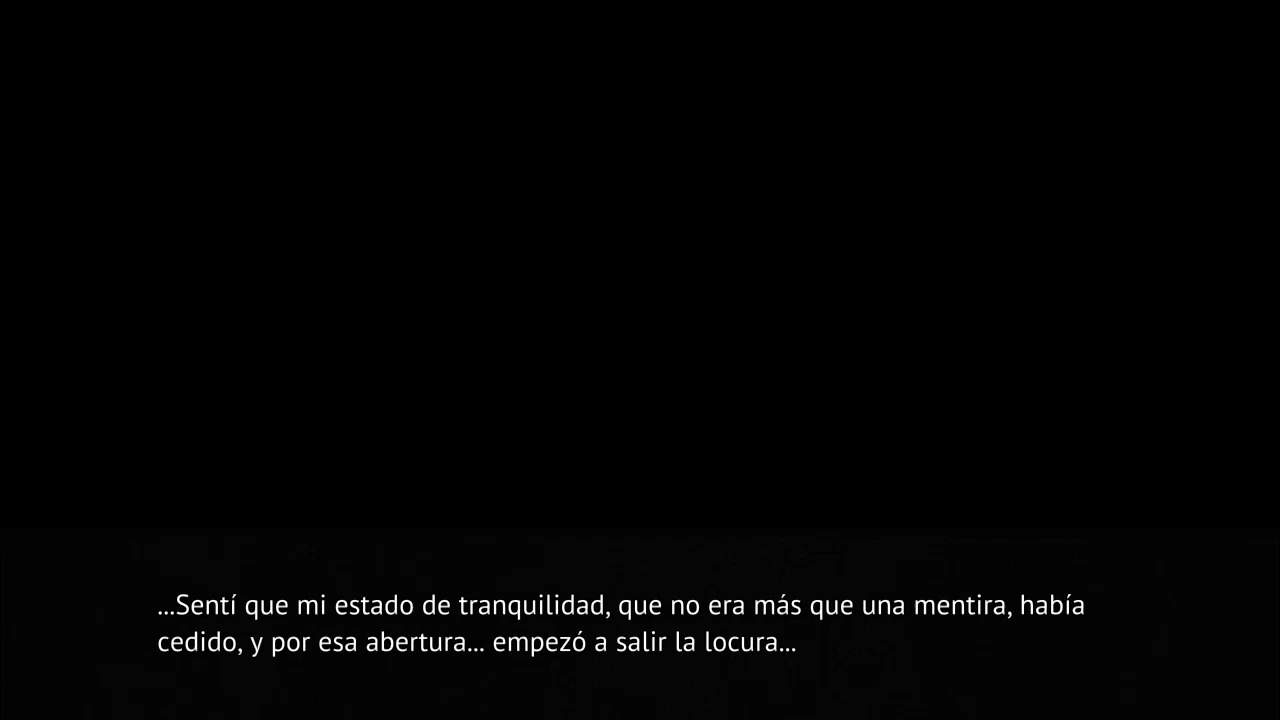 ...Sentí que mi estado de tranquilidad, que no era más que una mentira, había
cedido, y por esa abertura... empezó a salir la locura...